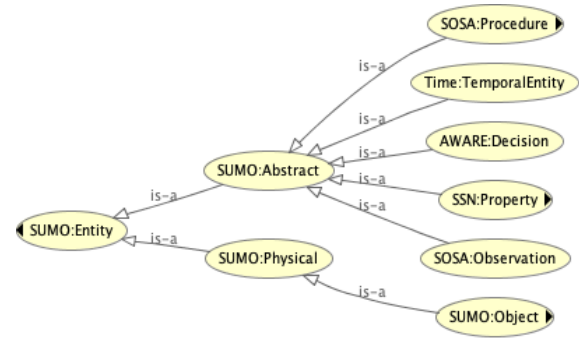 SOSA:Procedure
is-a
Time:TemporalEntity
is-a
AWARE:Decision
is-a
SUMO:Abstract
is-a
SSN:Property
is-a
is-a
SUMO:Entity
is-a
SUMO:Physical
SOSA:Observation
is-a
SUMO:Object